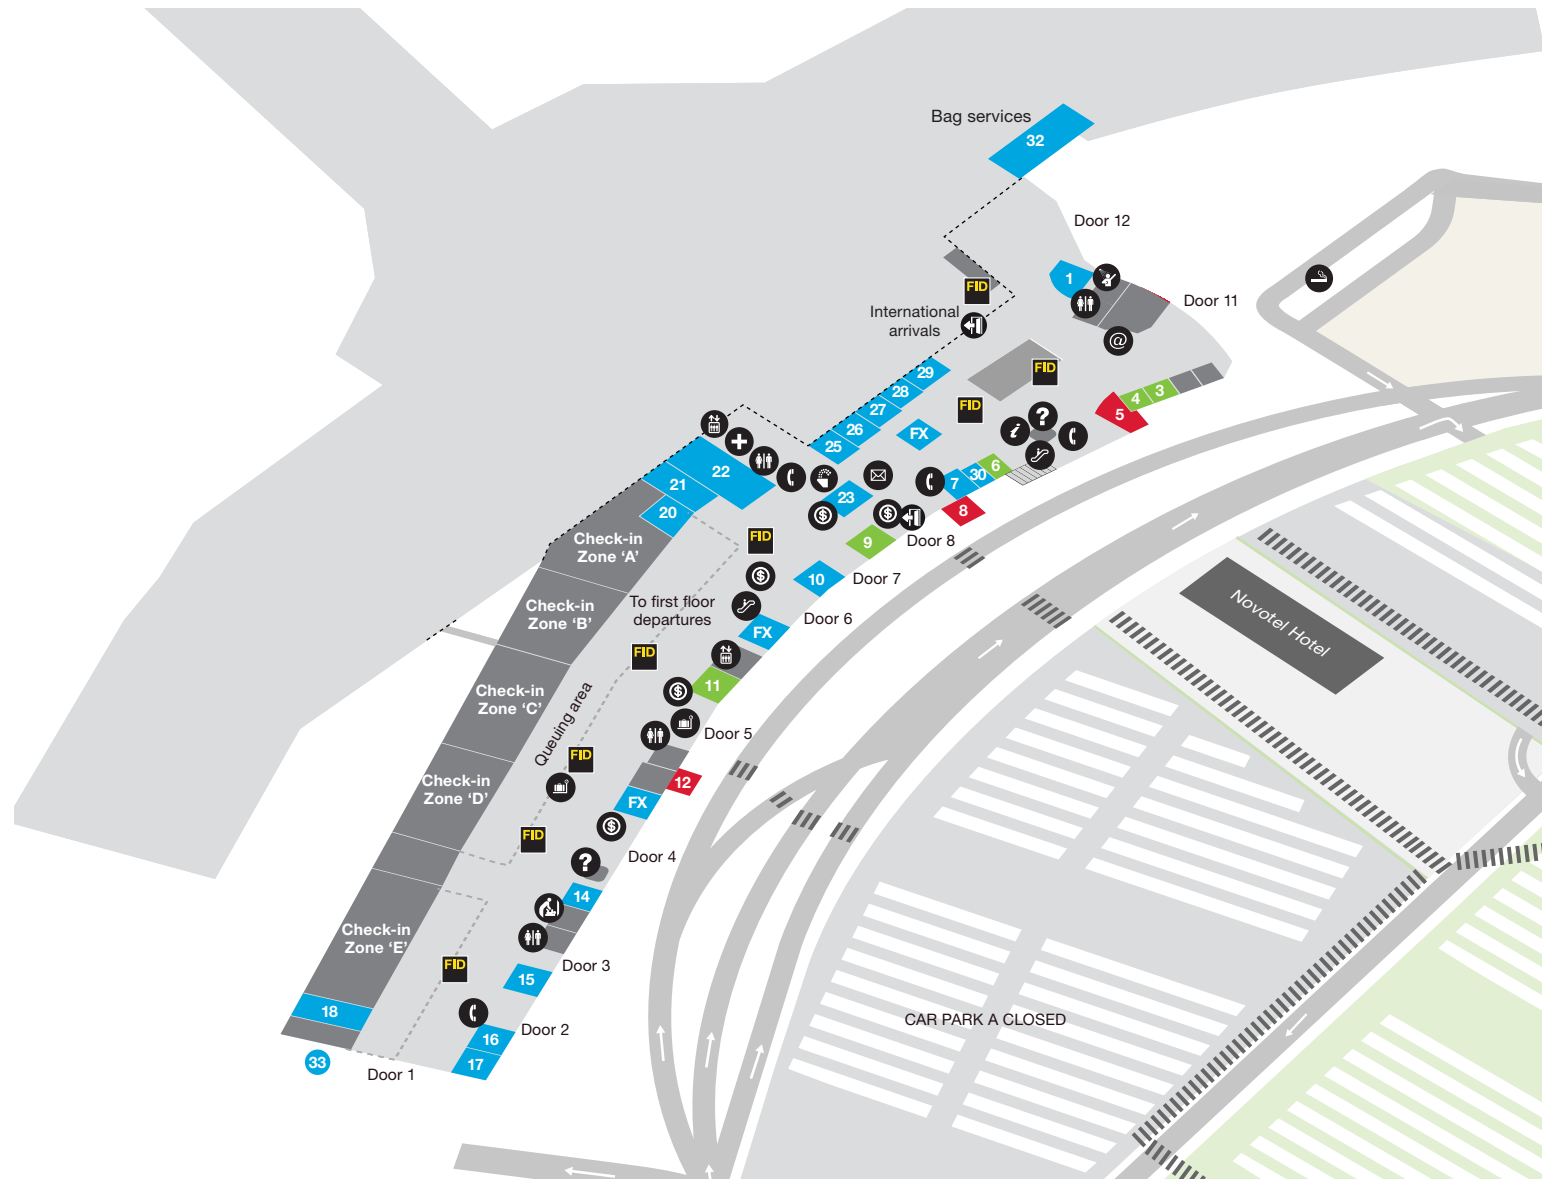 Bag services
32
Door 12
1
Door 11
FID
International
arrivals
@
29
FID
28
3
4
27
5
FID
?
26
FX
i
25
22
6
30
21
7
23
20
$
$
8
Check-in
Zone ‘A’
FID
9
Door 8
$
10
Door 7
Check-in
Zone ‘B’
To first floor
departures
Door 6
FX
Novotel Hotel
FID
11
$
Check-in
Zone ‘C’
Queuing area
Door 5
FID
12
Check-in
Zone ‘D’
FX
$
FID
Door 4
?
14
Check-in
Zone ‘E’
FID
Door 3
15
18
Door 2
16
CAR PARK A CLOSED
33
17
Door 1